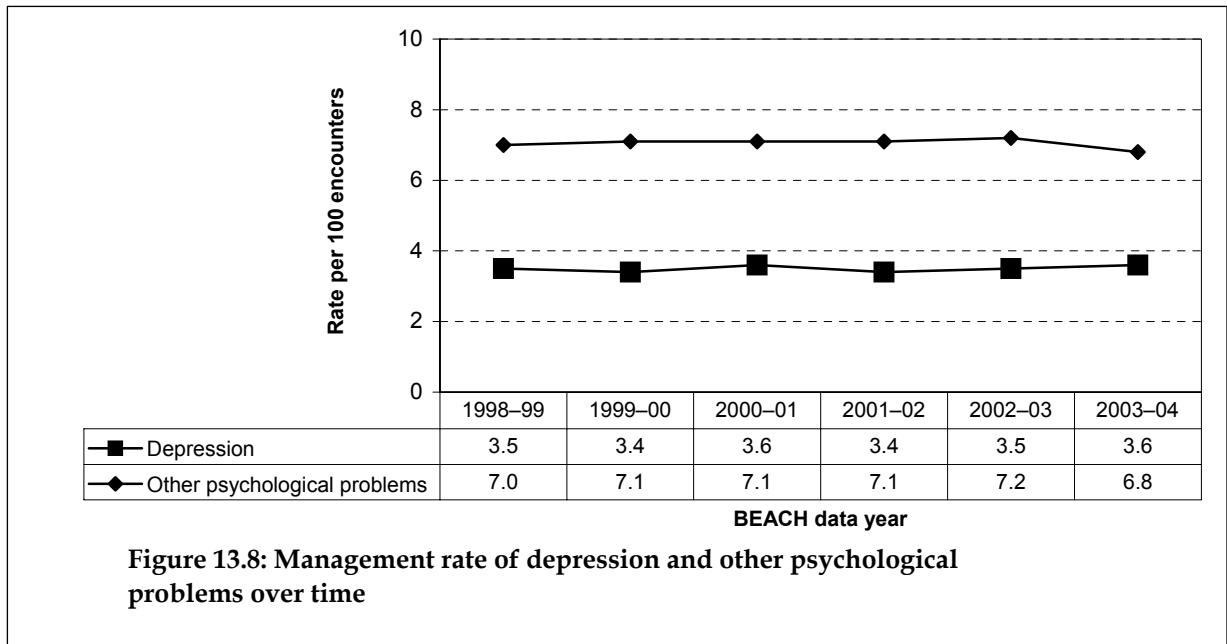 10
8
6
4
2
0
Rate per 100 encounters
1998–99 1999–00 2000–01 2001–02 2002–03 2003–04
Depression 3.5 3.4 3.6 3.4 3.5 3.6
Other psychological problems 7.0 7.1 7.1 7.1 7.2 6.8
BEACH data year
Figure 13.8: Management rate of depression and other psychological
problems over time